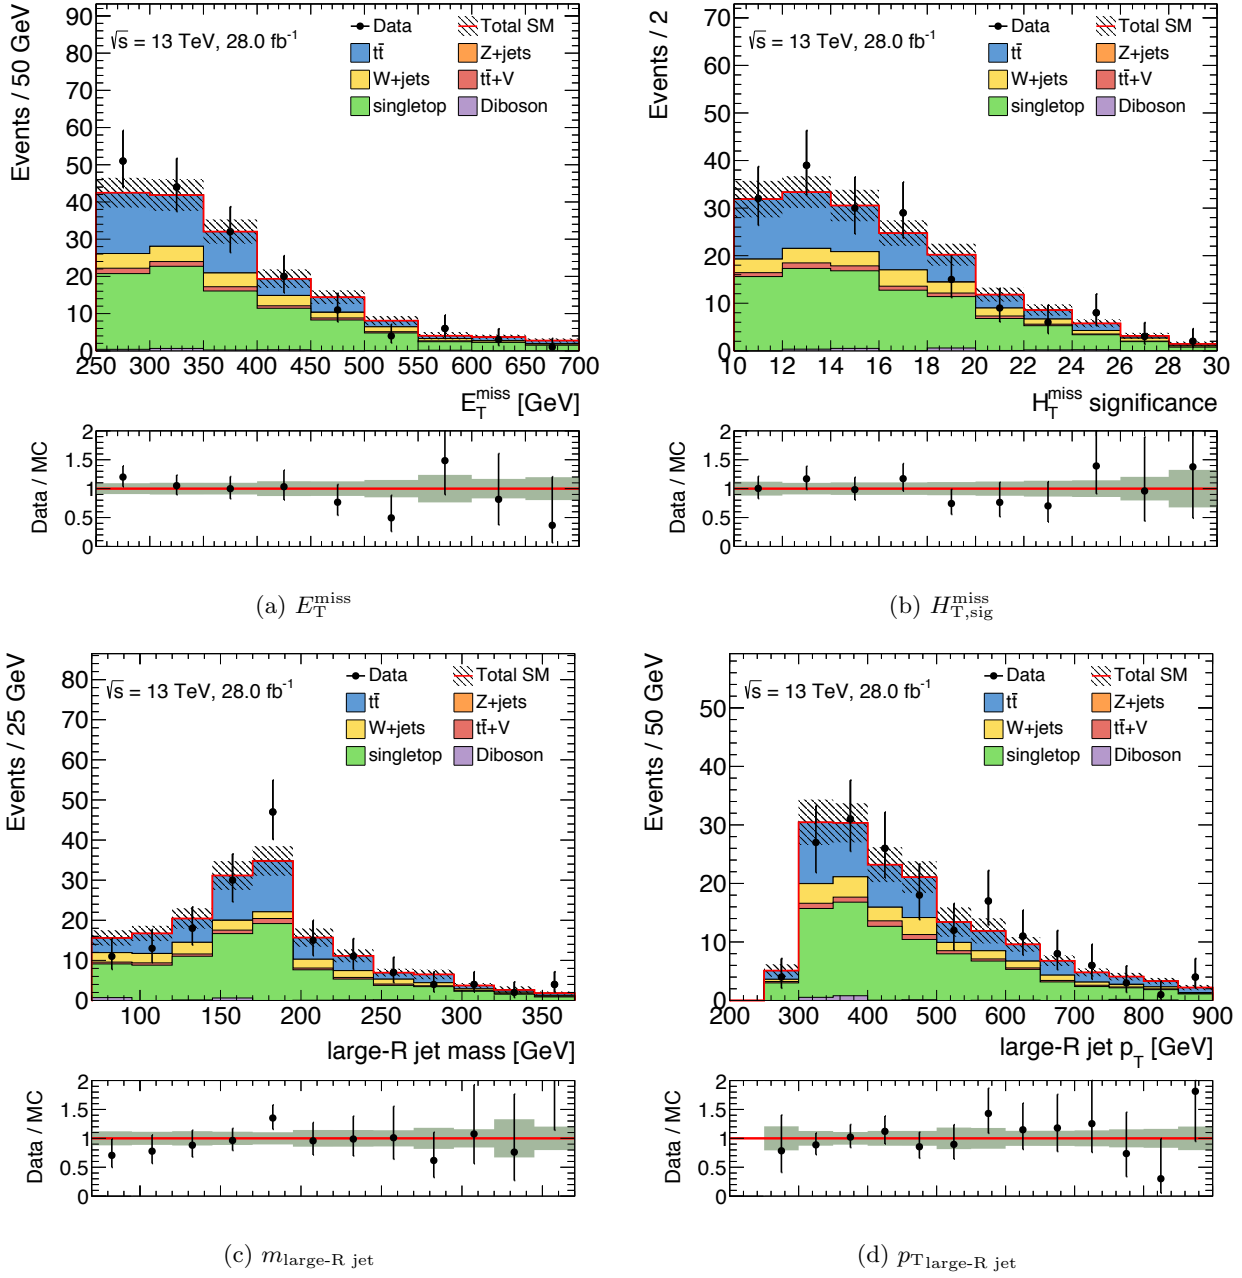 Events / 50 GeV
90
80
70
60
50
40
30
20
10
0
Data
Total SM
√s = 13 TeV, 28.0 fb⁻¹
tt̄
Z+jets
W+jets
tt̄+V
singletop
Diboson
250 300 350 400 450 500 550 600 650 700
E_T^miss [GeV]
Data / MC
2
1.5
1
0.5
0
(a) E_T^miss
Events / 2
70
60
50
40
30
20
10
0
Data
Total SM
√s = 13 TeV, 28.0 fb⁻¹
tt̄
Z+jets
W+jets
tt̄+V
singletop
Diboson
10 12 14 16 18 20 22 24 26 28 30
H_T^miss significance
Data / MC
2
1.5
1
0.5
0
(b) H_T,sig^miss
Events / 25 GeV
80
70
60
50
40
30
20
10
0
Data
Total SM
√s = 13 TeV, 28.0 fb⁻¹
tt̄
Z+jets
W+jets
tt̄+V
singletop
Diboson
100 150 200 250 300 350
large-R jet mass [GeV]
Data / MC
2
1.5
1
0.5
0
(c) m_large-R jet
Events / 50 GeV
50
40
30
20
10
0
Data
Total SM
√s = 13 TeV, 28.0 fb⁻¹
tt̄
Z+jets
W+jets
tt̄+V
singletop
Diboson
200 300 400 500 600 700 800 900
large-R jet p_T [GeV]
Data / MC
2
1.5
1
0.5
0
(d) p_T large-R jet